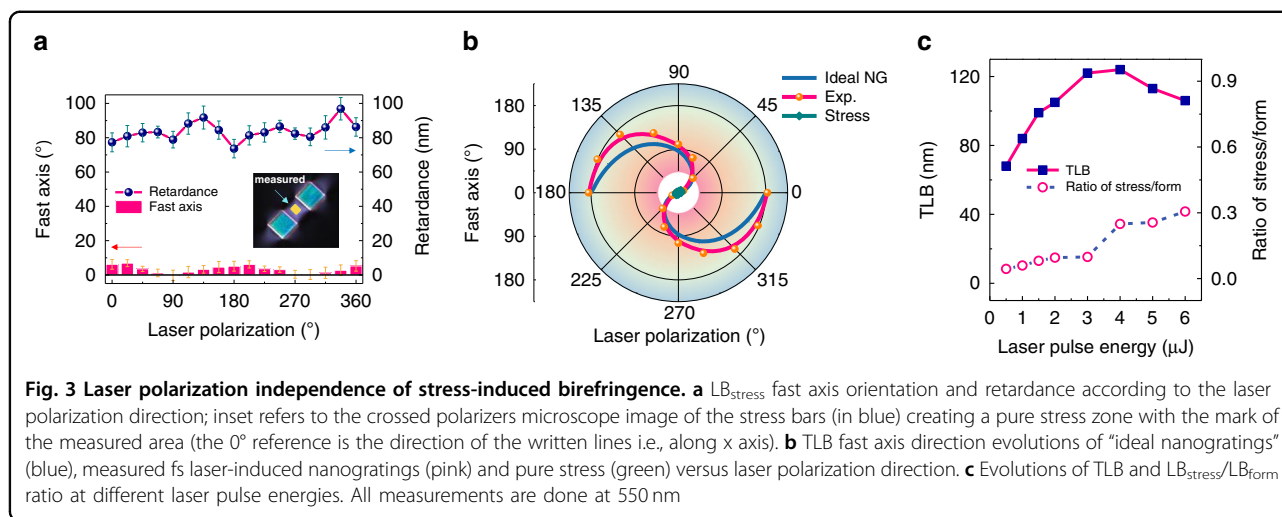 a
100
80
60
40
20
0
Fast axis (°)
100
80
60
40
20
0
Retardance (nm)
measured
Retardance
Fast axis
0 90 180 270 360
Laser polarization (°)
b
Ideal NG
Exp.
Stress
90
135 45
180 0
225 315
270
180
90
0
90
180
Fast axis (°)
Laser polarization (°)
c
120
80
40
0
TLB (nm)
0.9
0.6
0.3
0.0
Ratio of stress/form
TLB
Ratio of stress/form
0 1 2 3 4 5 6
Laser pulse energy (μJ)
Fig. 3 Laser polarization independence of stress-induced birefringence. a LBstress fast axis orientation and retardance according to the laser
polarization direction; inset refers to the crossed polarizers microscope image of the stress bars (in blue) creating a pure stress zone with the mark of
the measured area (the 0° reference is the direction of the written lines i.e., along x axis). b TLB fast axis direction evolutions of “ideal nanogratings”
(blue), measured fs laser-induced nanogratings (pink) and pure stress (green) versus laser polarization direction. c Evolutions of TLB and LBstress/LBform
ratio at different laser pulse energies. All measurements are done at 550 nm